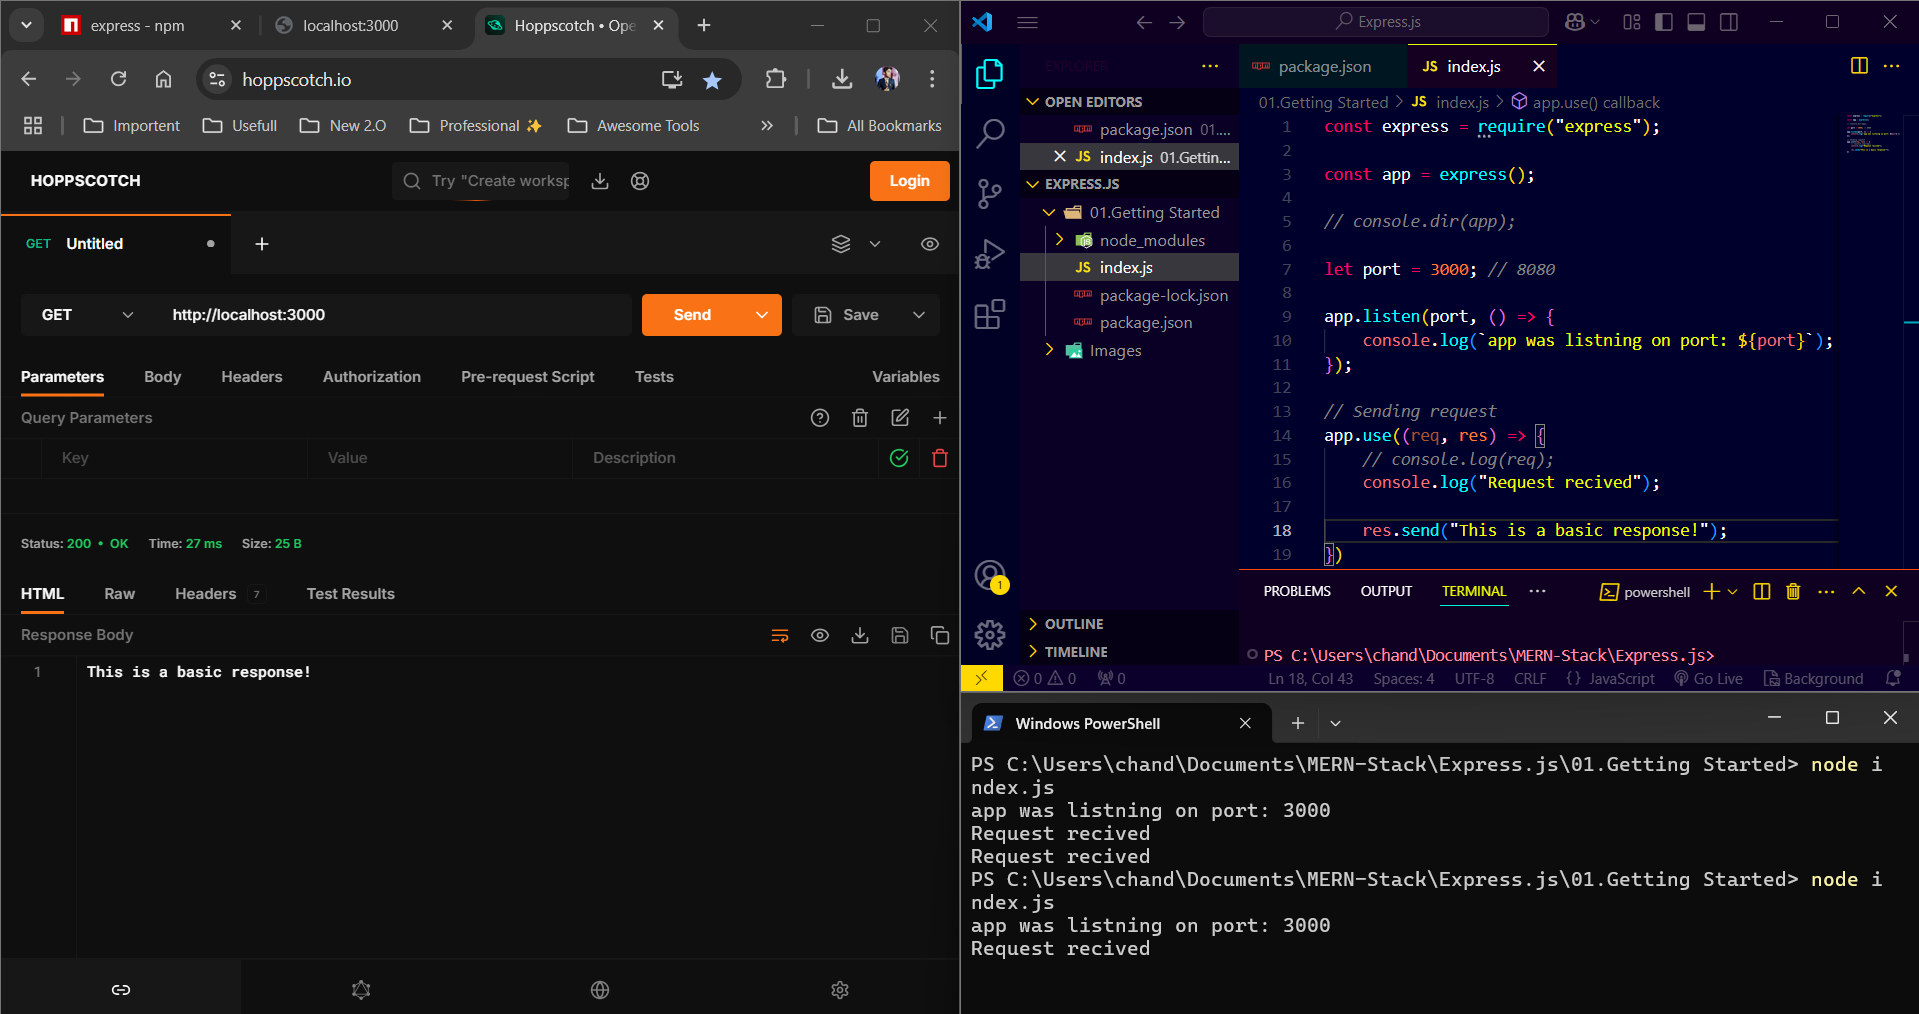 express - npm
localhost:3000
Hoppscotch • Ope
hoppscotch.io
Importent
Usefull
New 2.O
Professional ✨
Awesome Tools
All Bookmarks
HOPPSCOTCH
Try "Create worksp
Login
GET Untitled
GET
http://localhost:3000
Send
Save
Parameters
Body
Headers
Authorization
Pre-request Script
Tests
Variables
Query Parameters
Key
Value
Description
Status: 200 • OK
Time: 27 ms
Size: 25 B
HTML
Raw
Headers 7
Test Results
Response Body
1 This is a basic response!
Express.js
EXPLORER
OPEN EDITORS
package.json 01....
JS index.js 01.Gettin...
EXPRESS.JS
01.Getting Started
node_modules
JS index.js
package-lock.json
package.json
Images
OUTLINE
TIMELINE
1
package.json
JS index.js
01.Getting Started > JS index.js > app.use() callback
1 const express = require("express");
2
3 const app = express();
4
5 // console.dir(app);
6
7 let port = 3000; // 8080
8
9 app.listen(port, () => {
10 console.log(`app was listning on port: ${port}`);
11 });
12
13 // Sending request
14 app.use((req, res) => {
15 // console.log(req);
16 console.log("Request recived");
17
18 res.send("This is a basic response!");
19 })
PROBLEMS
OUTPUT
TERMINAL
powershell
PS C:\Users\chand\Documents\MERN-Stack\Express.js>
0 0
0
Ln 18, Col 43
Spaces: 4
UTF-8
CRLF
{} JavaScript
Go Live
Background
Windows PowerShell
PS C:\Users\chand\Documents\MERN-Stack\Express.js\01.Getting Started> node i
ndex.js
app was listning on port: 3000
Request recived
Request recived
PS C:\Users\chand\Documents\MERN-Stack\Express.js\01.Getting Started> node i
ndex.js
app was listning on port: 3000
Request recived